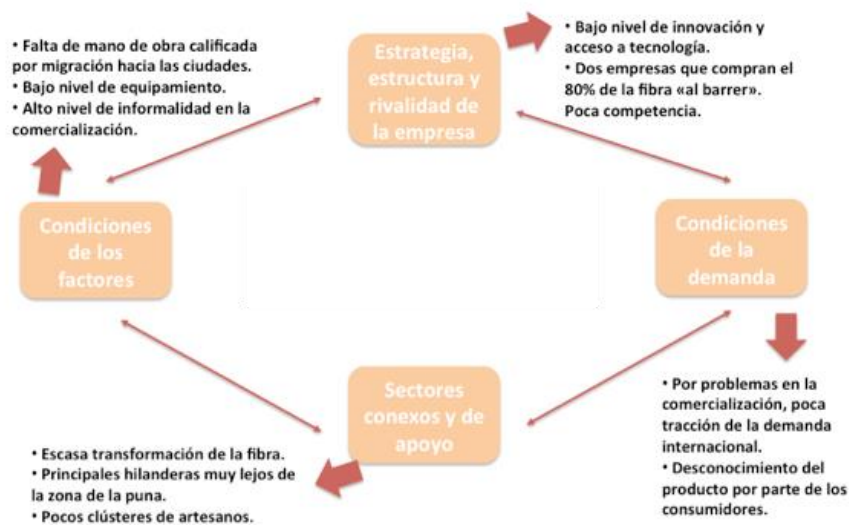 • Falta de mano de obra calificada
por migración hacia las ciudades.
• Bajo nivel de equipamiento.
• Alto nivel de informalidad en la
comercialización.
Estrategia,
estructura y
rivalidad de
la empresa
• Bajo nivel de innovación y
acceso a tecnología.
• Dos empresas que compran el
80% de la fibra «al barrer».
Poca competencia.
Condiciones
de los
factores
Condiciones
de la
demanda
Sectores
conexos y de
apoyo
• Por problemas en la
comercialización, poca
tracción de la demanda
internacional.
• Desconocimiento del
producto por parte de los
consumidores.
• Escasa transformación de la fibra.
• Principales hilanderas muy lejos de
la zona de la puna.
• Pocos clústeres de artesanos.